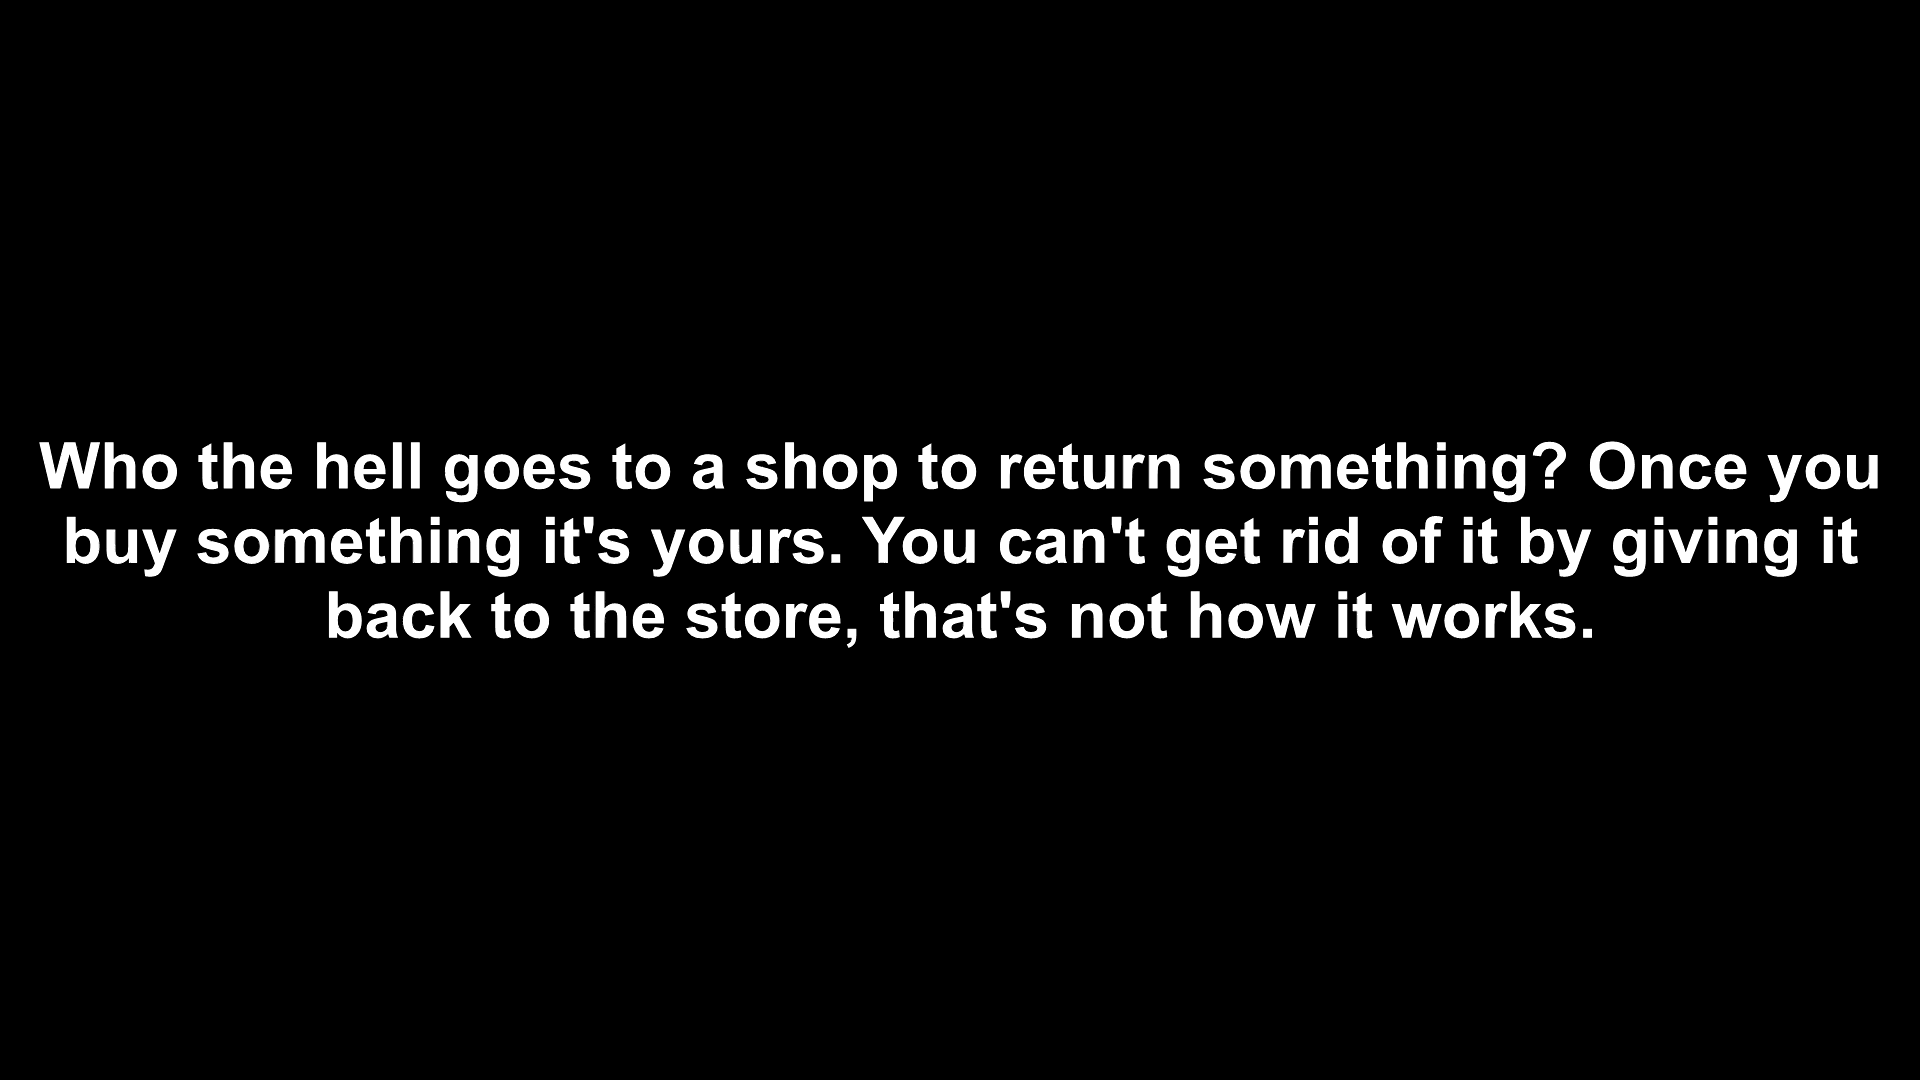 Who the hell goes to a shop to return something? Once you
buy something it's yours. You can't get rid of it by giving it
back to the store, that's not how it works.